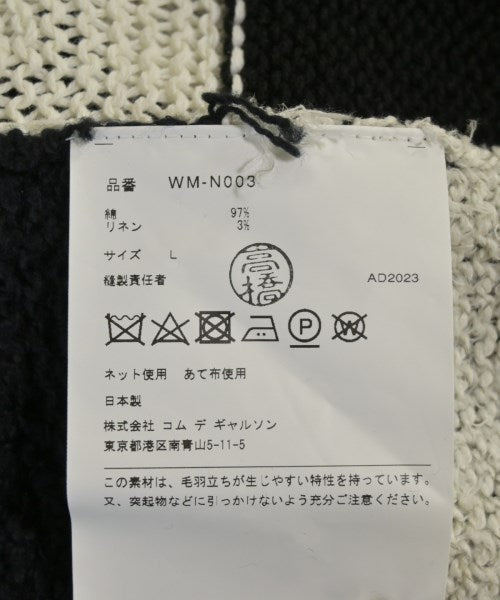 品番 WM-N003
綿 97%
リネン 3%
サイズ L
縫製責任者 高橋 AD2023
P W
ネット使用 あて布使用
日本製
株式会社 コム デ ギャルソン
東京都港区南青山5-11-5
この素材は、毛羽立ちが生じやすい特性を持っています。
又、突起物などに引っかけないよう充分ご注意ください。